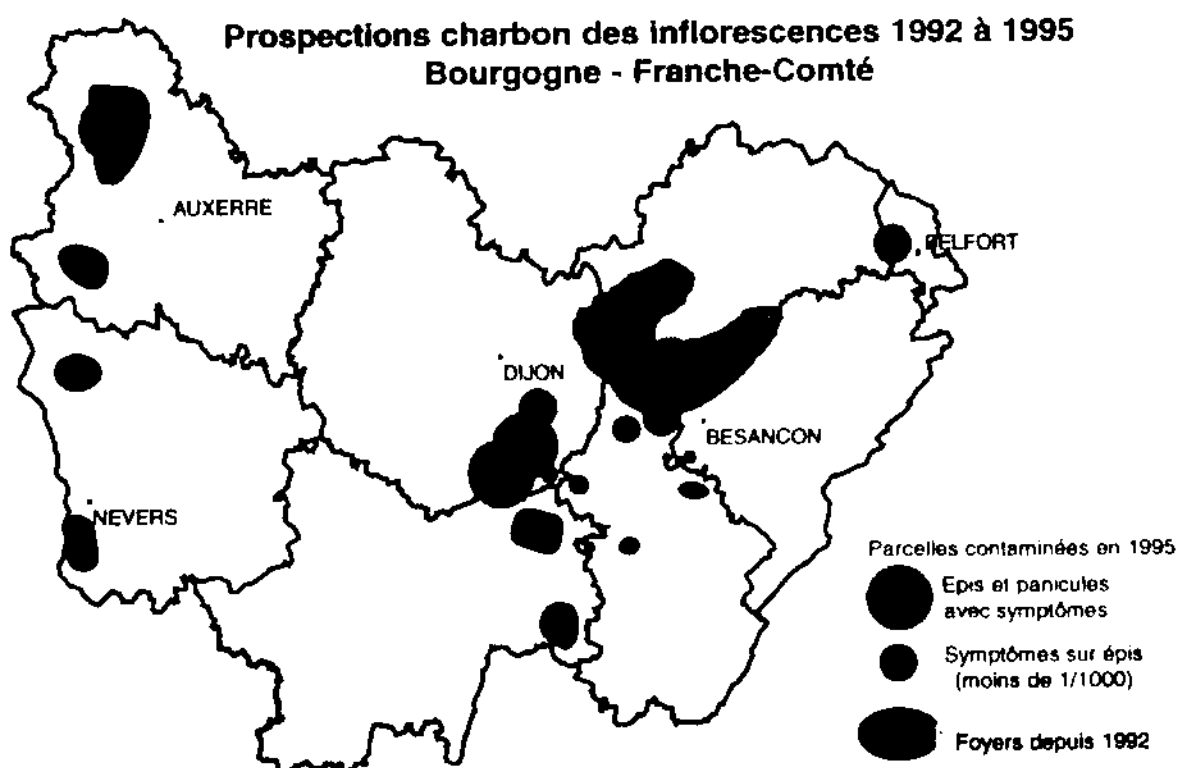 Prospections charbon des inflorescences 1992 à 1995
Bourgogne - Franche-Comté
AUXERRE
BELFORT
DIJON
BESANCON
NEVERS
Parcelles contaminées en 1995
Epis et panicules
avec symptômes
Symptômes sur épis
(moins de 1/1000)
Foyers depuis 1992